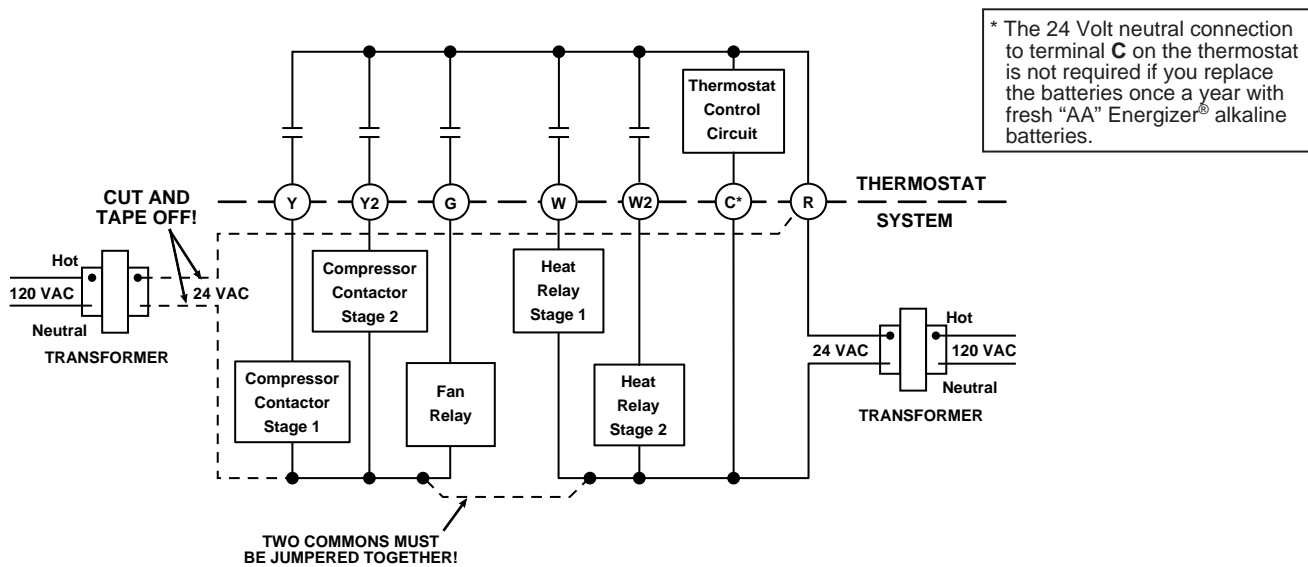 * The 24 Volt neutral connection
to terminal C on the thermostat
is not required if you replace
the batteries once a year with
fresh “AA” Energizer® alkaline
batteries.
Thermostat
Control
Circuit
CUT AND
TAPE OFF!
Y
Y2
G
W
W2
C*
R
THERMOSTAT
SYSTEM
Hot
120 VAC
24 VAC
Neutral
TRANSFORMER
Compressor
Contactor
Stage 2
Heat
Relay
Stage 1
Compressor
Contactor
Stage 1
Fan
Relay
Heat
Relay
Stage 2
Hot
24 VAC
120 VAC
Neutral
TRANSFORMER
TWO COMMONS MUST
BE JUMPERED TOGETHER!